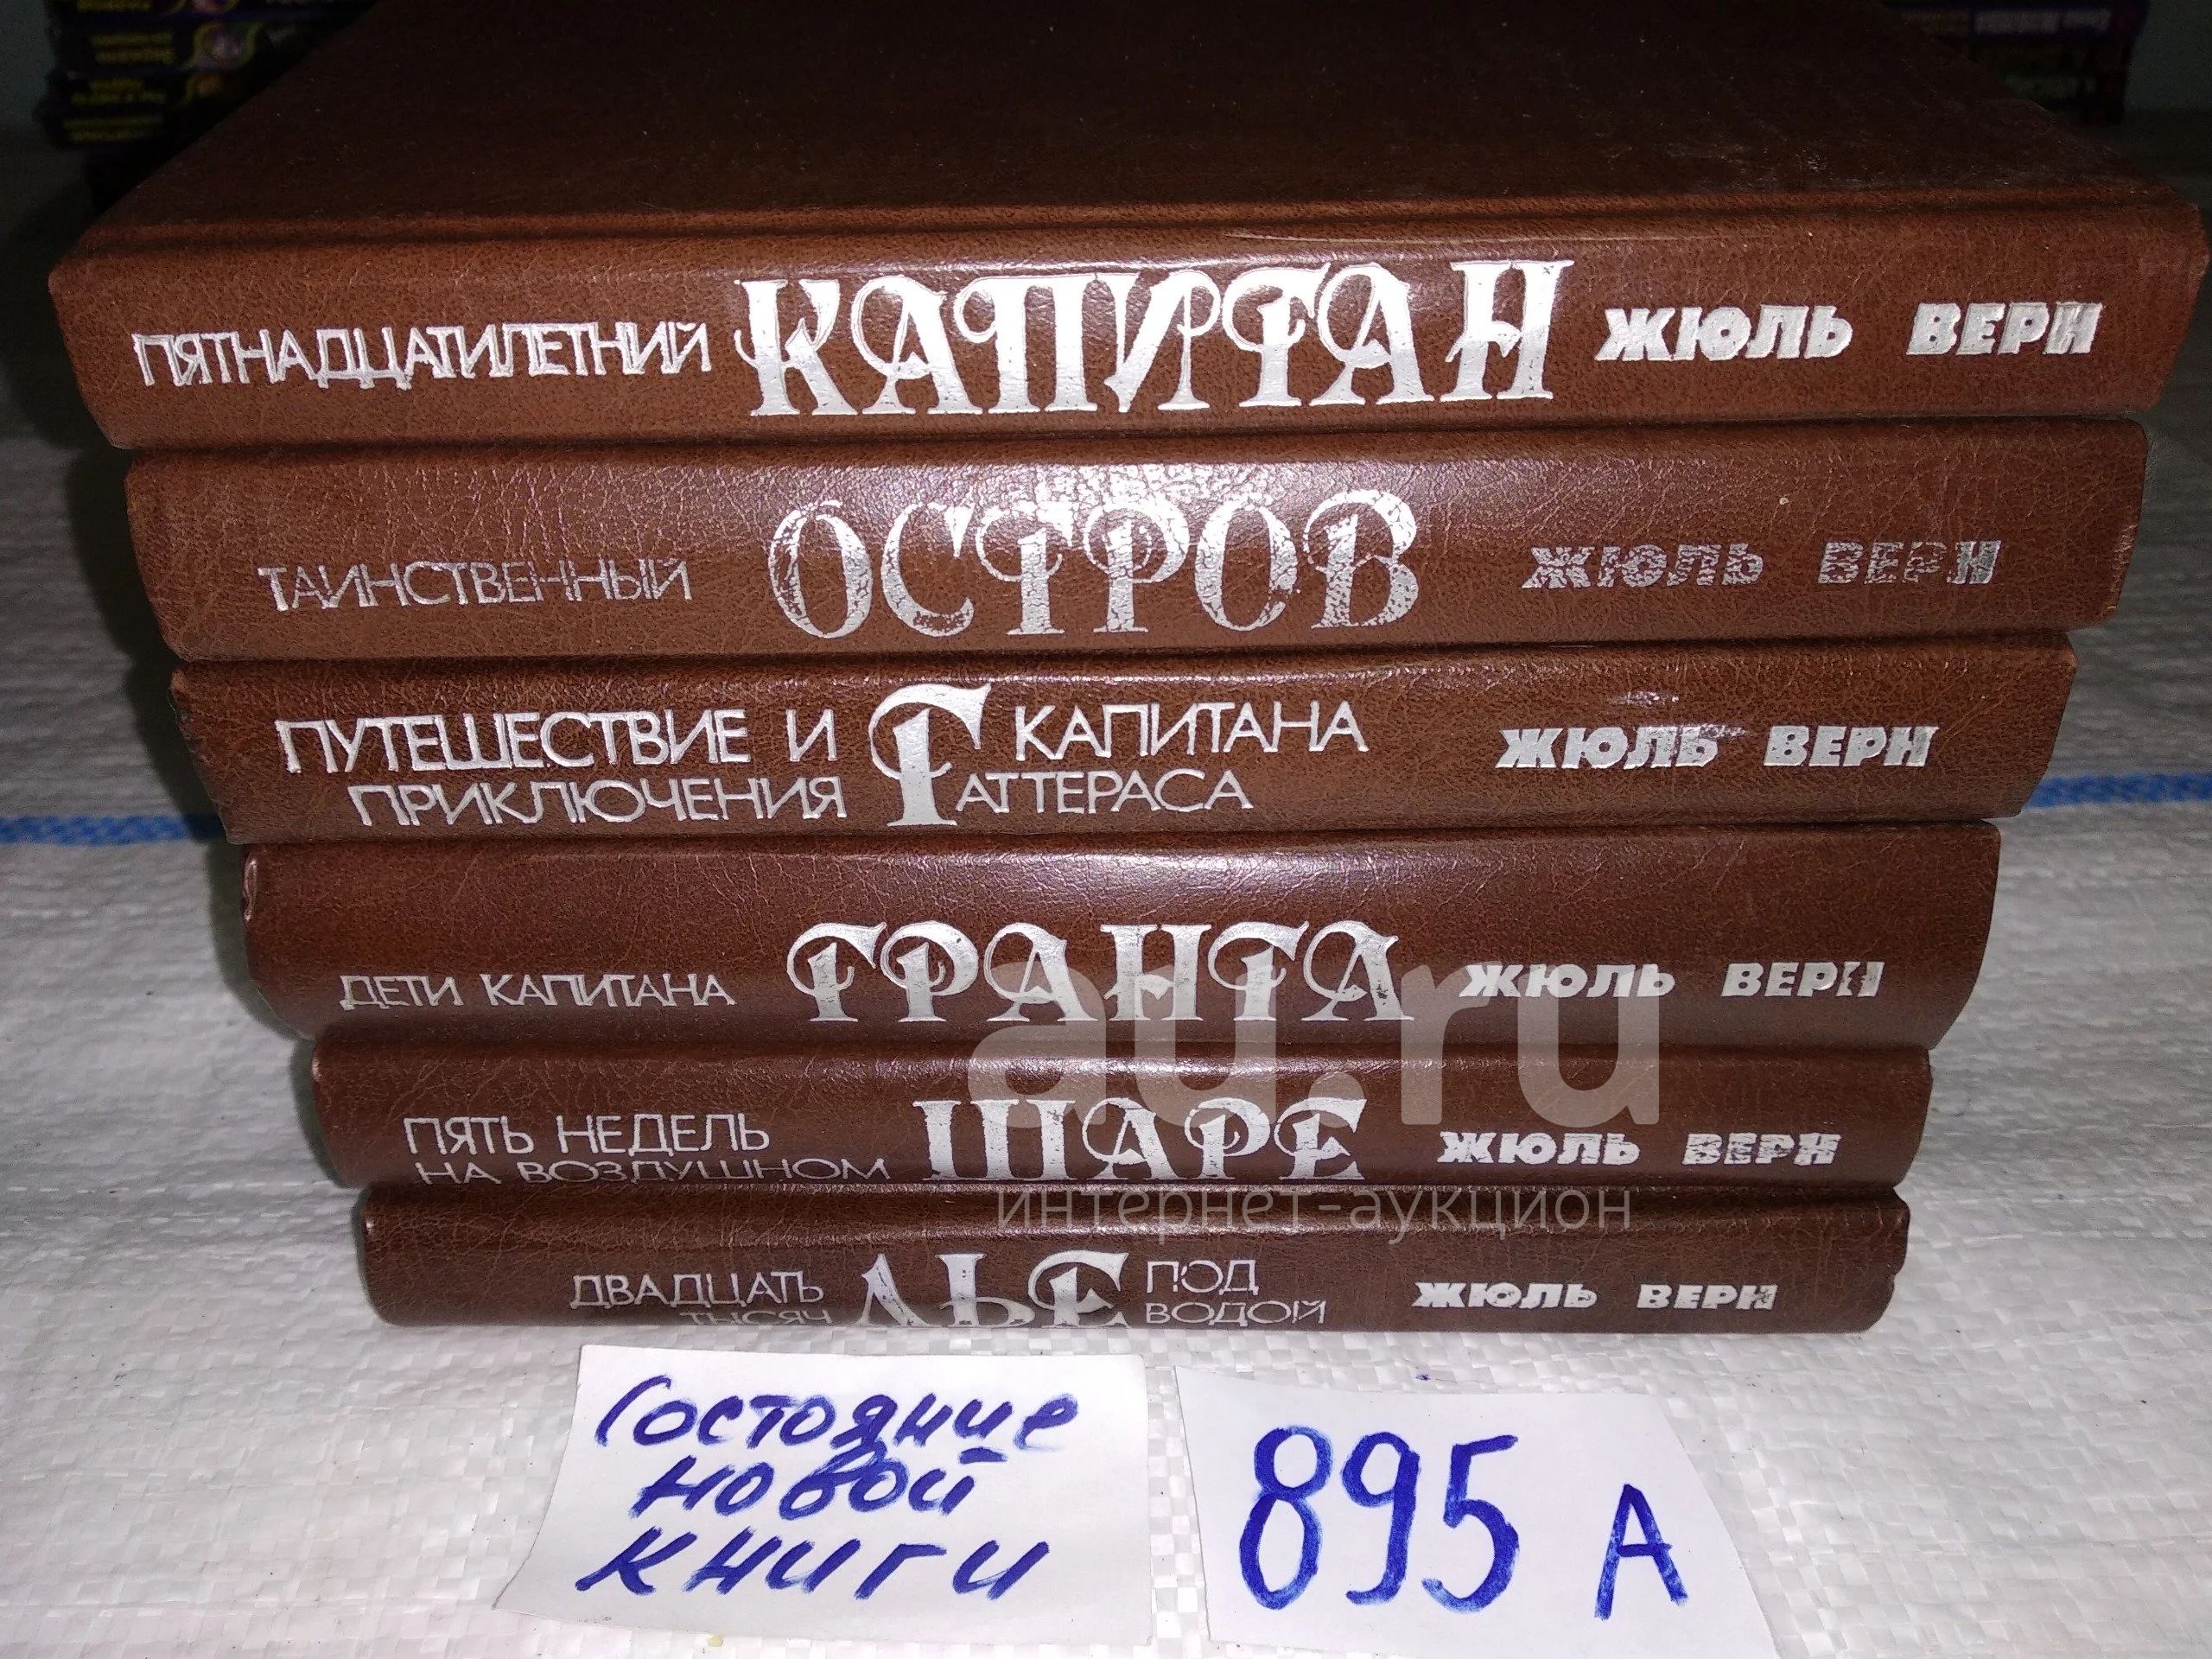 ПЯТНАДЦАТИЛЕТНИЙ КАПИТАН ЖЮЛЬ ВЕРН
ТАИНСТВЕННЫЙ ОСТРОВ ЖЮЛЬ ВЕРН
ПУТЕШЕСТВИЕ И КАПИТАНА
ПРИКЛЮЧЕНИЯ ГАТТЕРАСА
ЖЮЛЬ ВЕРН
ДЕТИ КАПИТАНА ГРАНТА ЖЮЛЬ ВЕРН
au.ru
ПЯТЬ НЕДЕЛЬ
НА ВОЗДУШНОМ ШАРЕ ЖЮЛЬ ВЕРН
интернет-аукцион
ДВАДЦАТЬ
ТЫСЯЧ ЛЬЕ ПОД
ВОДОЙ
ЖЮЛЬ ВЕРН
Состояние
новой
книги
895 А